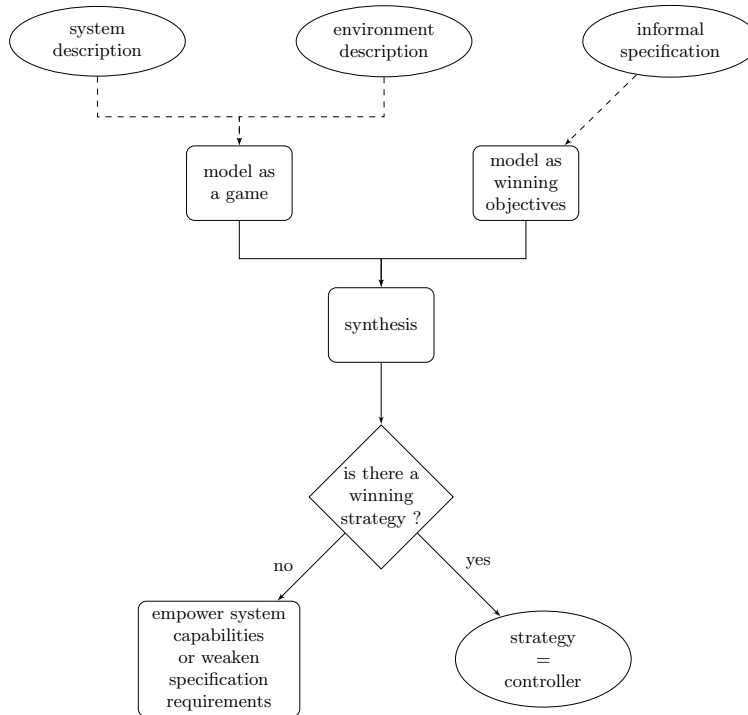 system
description
environment
description
informal
specification
model as
a game
model as
winning
objectives
synthesis
is there a
winning
strategy ?
no
yes
empower system
capabilities
or weaken
specification
requirements
strategy
=
controller